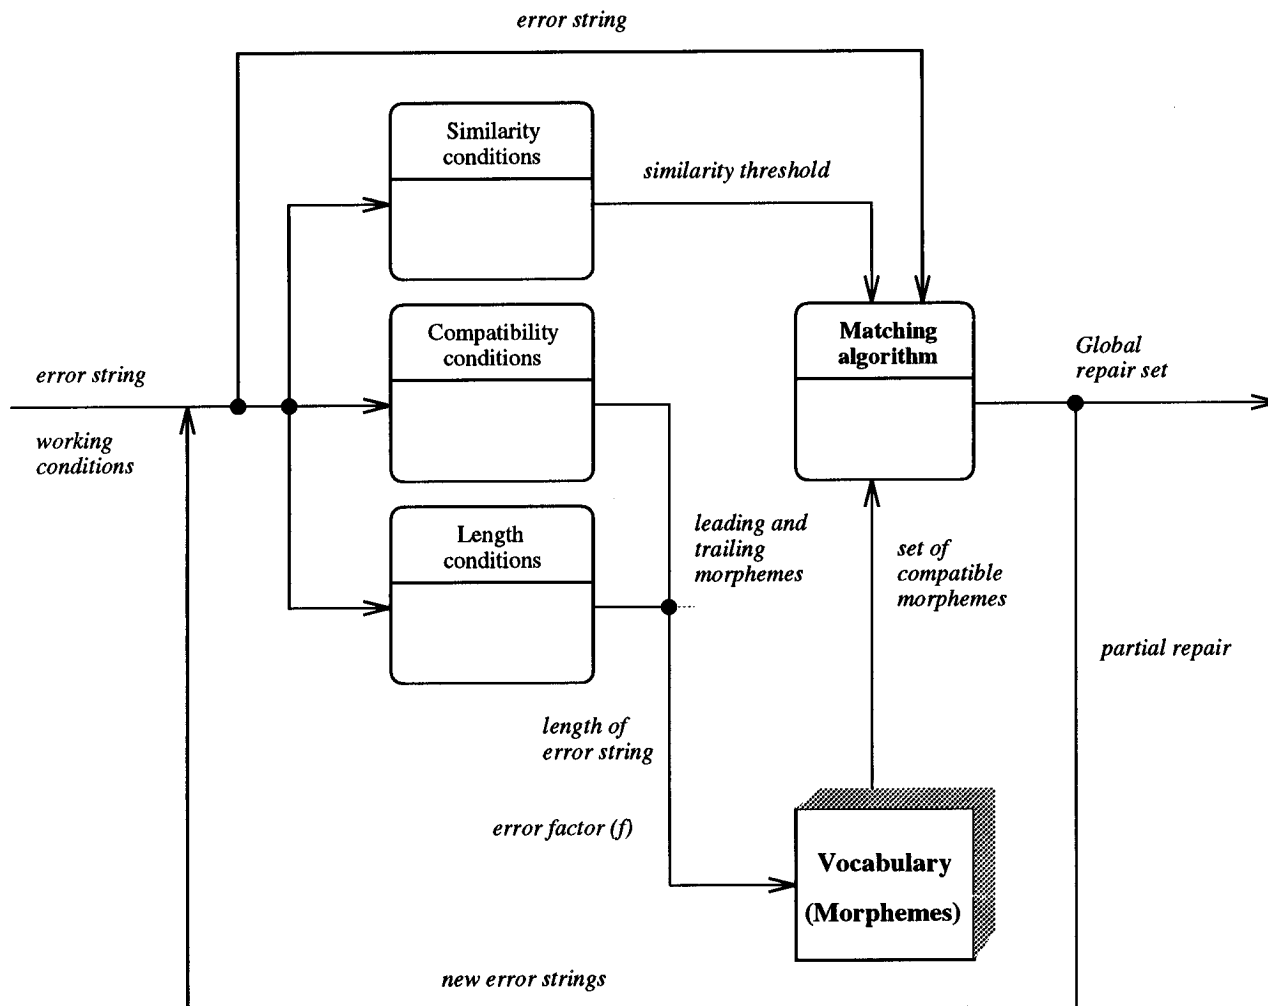 error string
Similarity
conditions
similarity threshold
Compatibility
conditions
Matching
algorithm
Global
repair set
error string
working
conditions
Length
conditions
leading and
trailing
morphemes
set of
compatible
morphemes
partial repair
length of
error string
error factor (f)
Vocabulary
(Morphemes)
new error strings